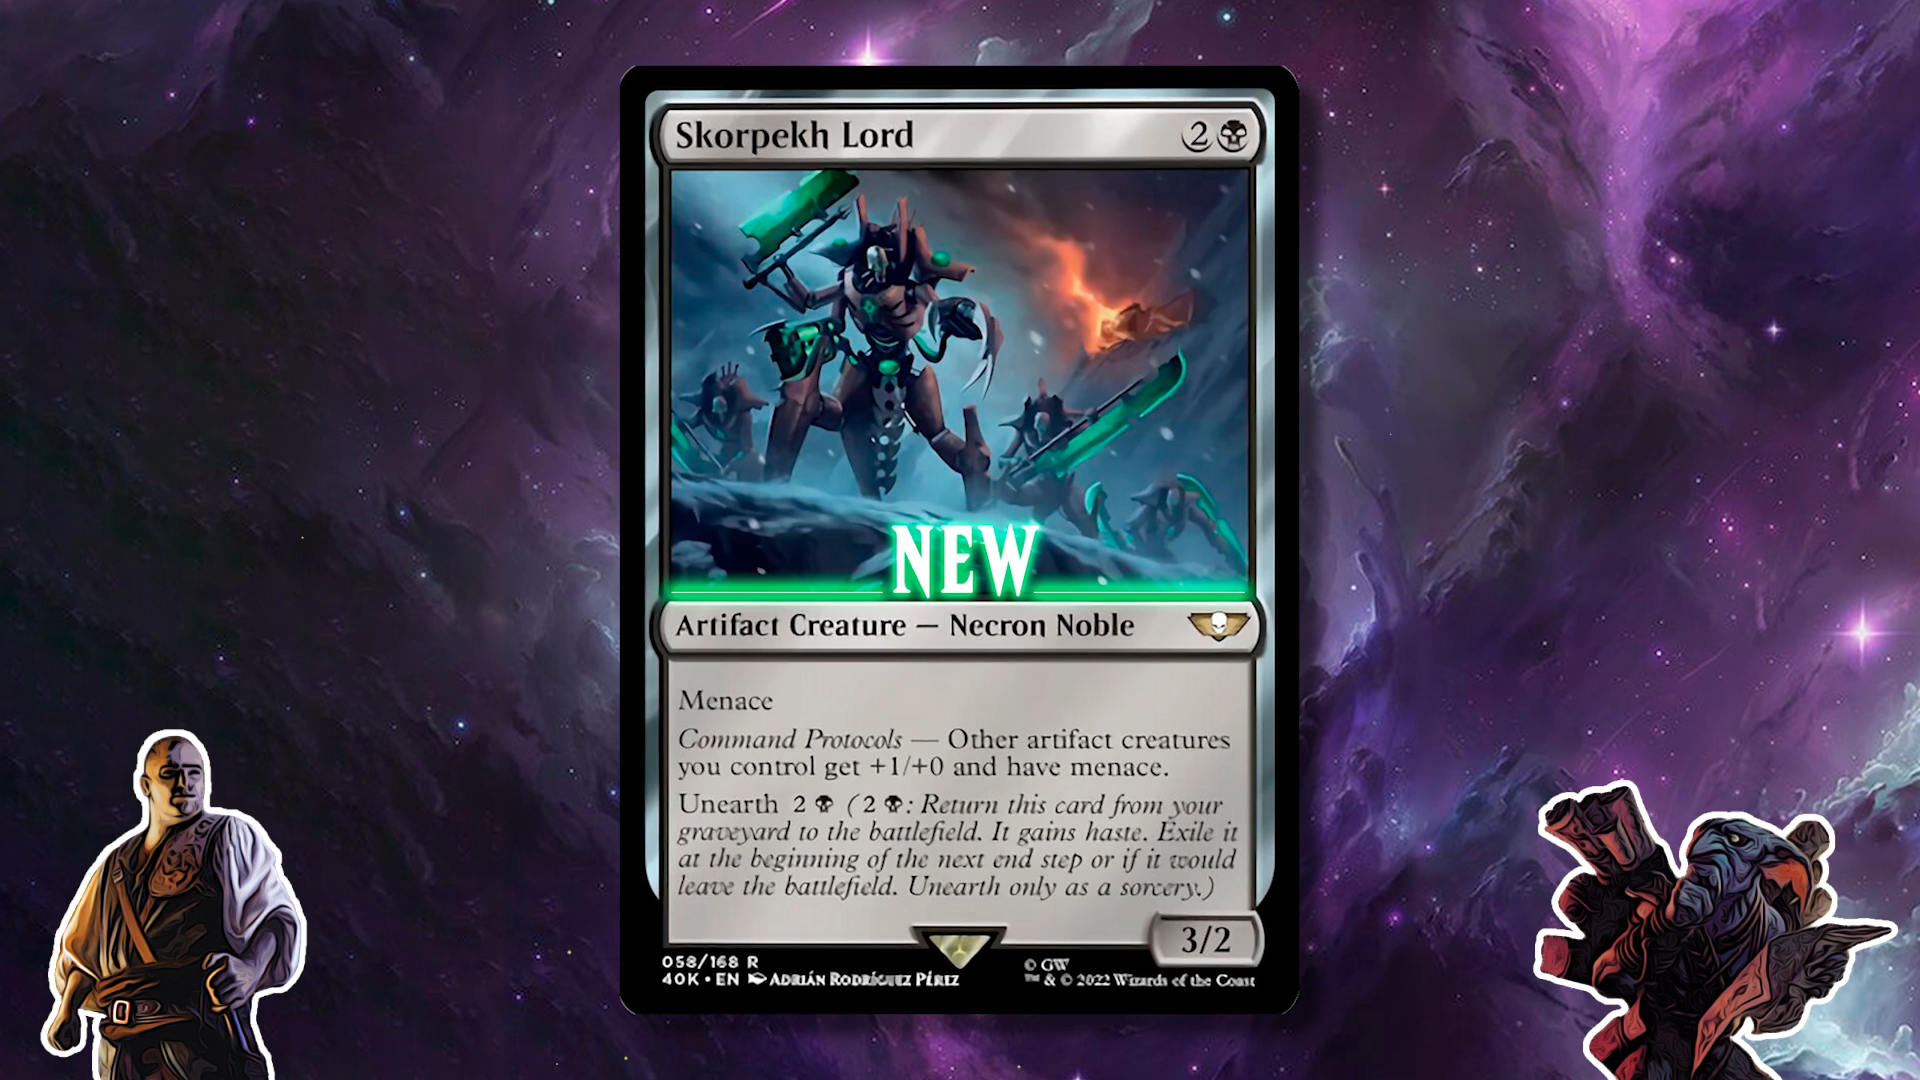 Skorpekh Lord 2
NEW
Artifact Creature — Necron Noble
Menace
Command Protocols — Other artifact creatures
you control get +1/+0 and have menace.
Unearth 2 (2 : Return this card from your
graveyard to the battlefield. It gains haste. Exile it
at the beginning of the next end step or if it would
leave the battlefield. Unearth only as a sorcery.)
3/2
058/168 R
40K • EN ADRIÁN RODRÍGUEZ PÉREZ
© GW
™ & © 2022 Wizards of the Coast